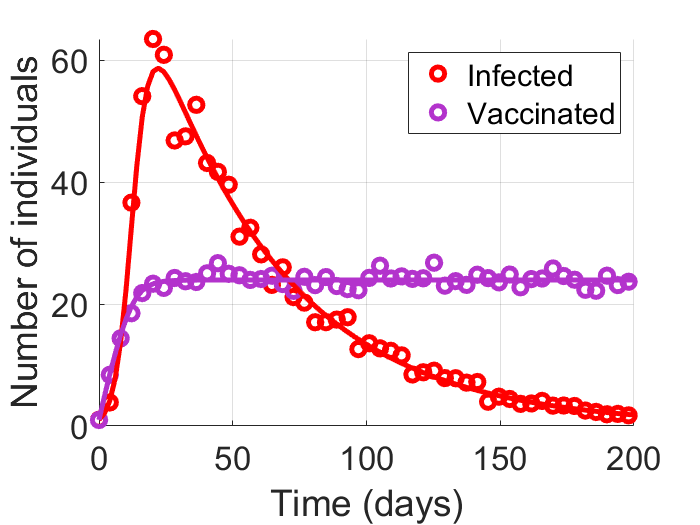 Number of individuals
60
40
20
0
0 50 100 150 200
Time (days)
Infected
Vaccinated